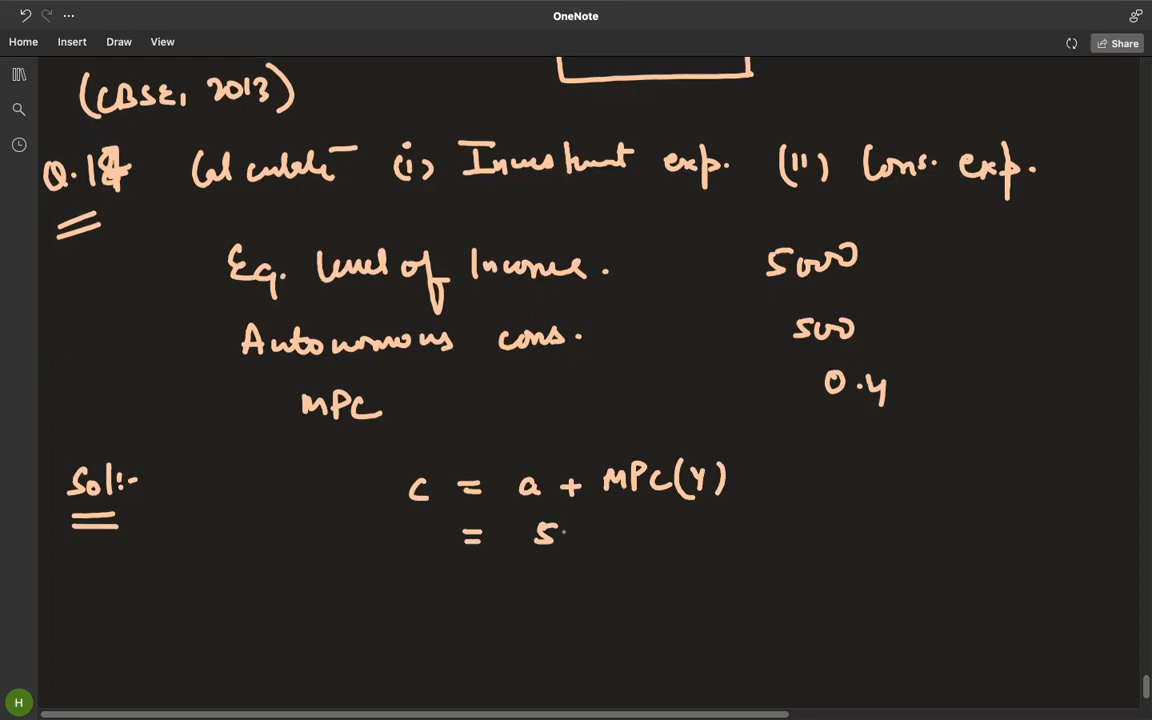 OneNote
Home Insert Draw View Share
(CBSE, 2013)
Calculate (i) Investment exp. (ii) Cons. exp.
Eq. level of Income. 5000
Autonomous cons. 500
MPC 0.4
Sol:-
C = a + MPC(Y)
= 5
H